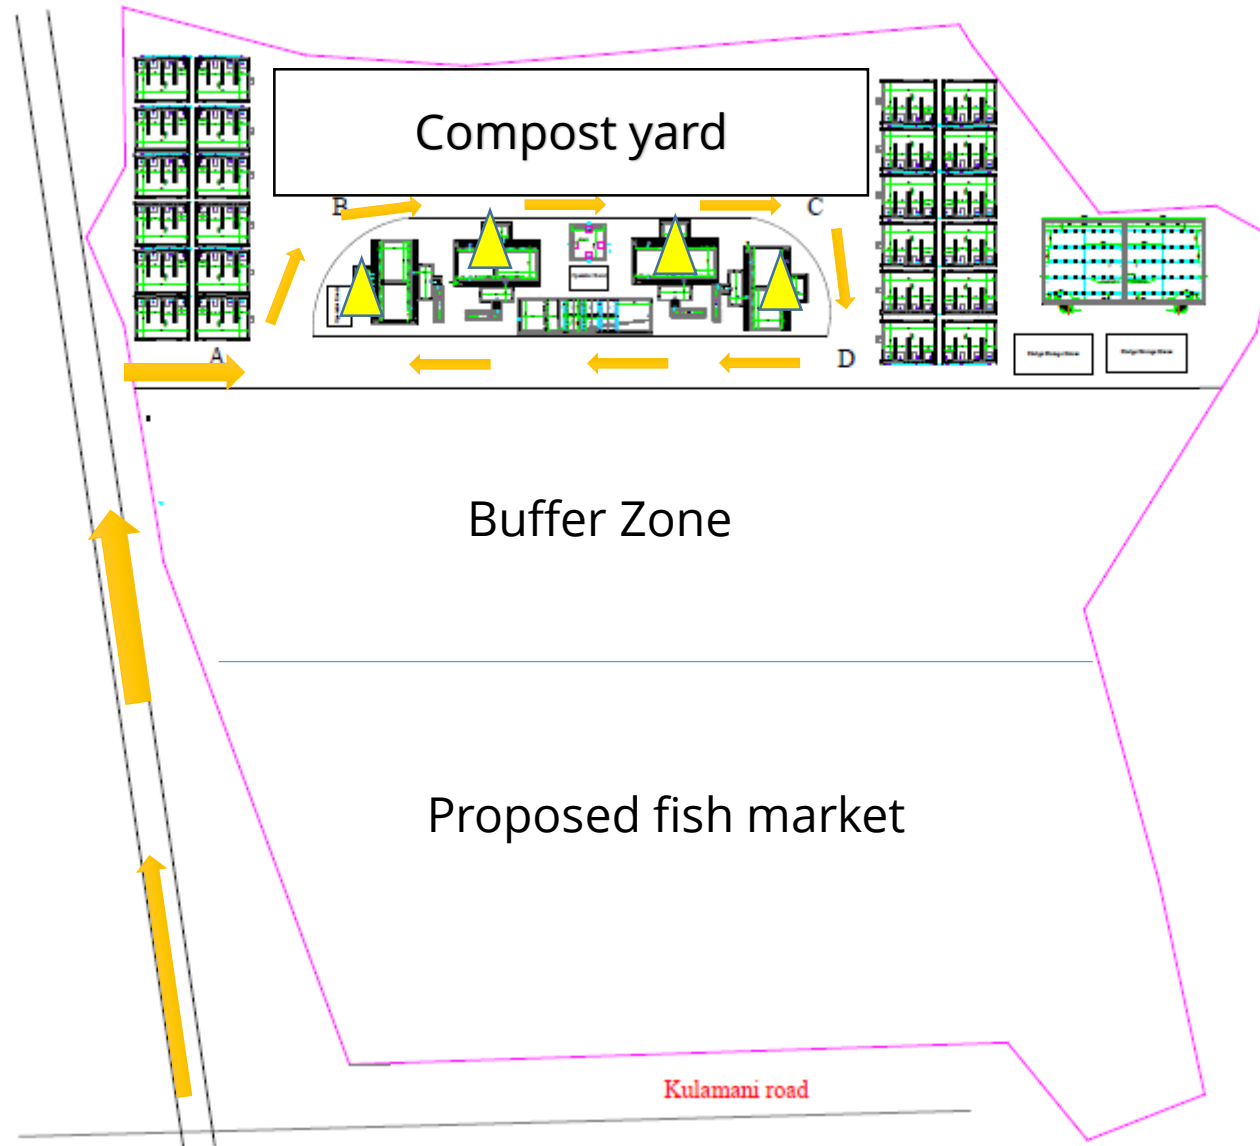 Compost yard
B
C
A
D
Buffer Zone
Proposed fish market
Kulamani road